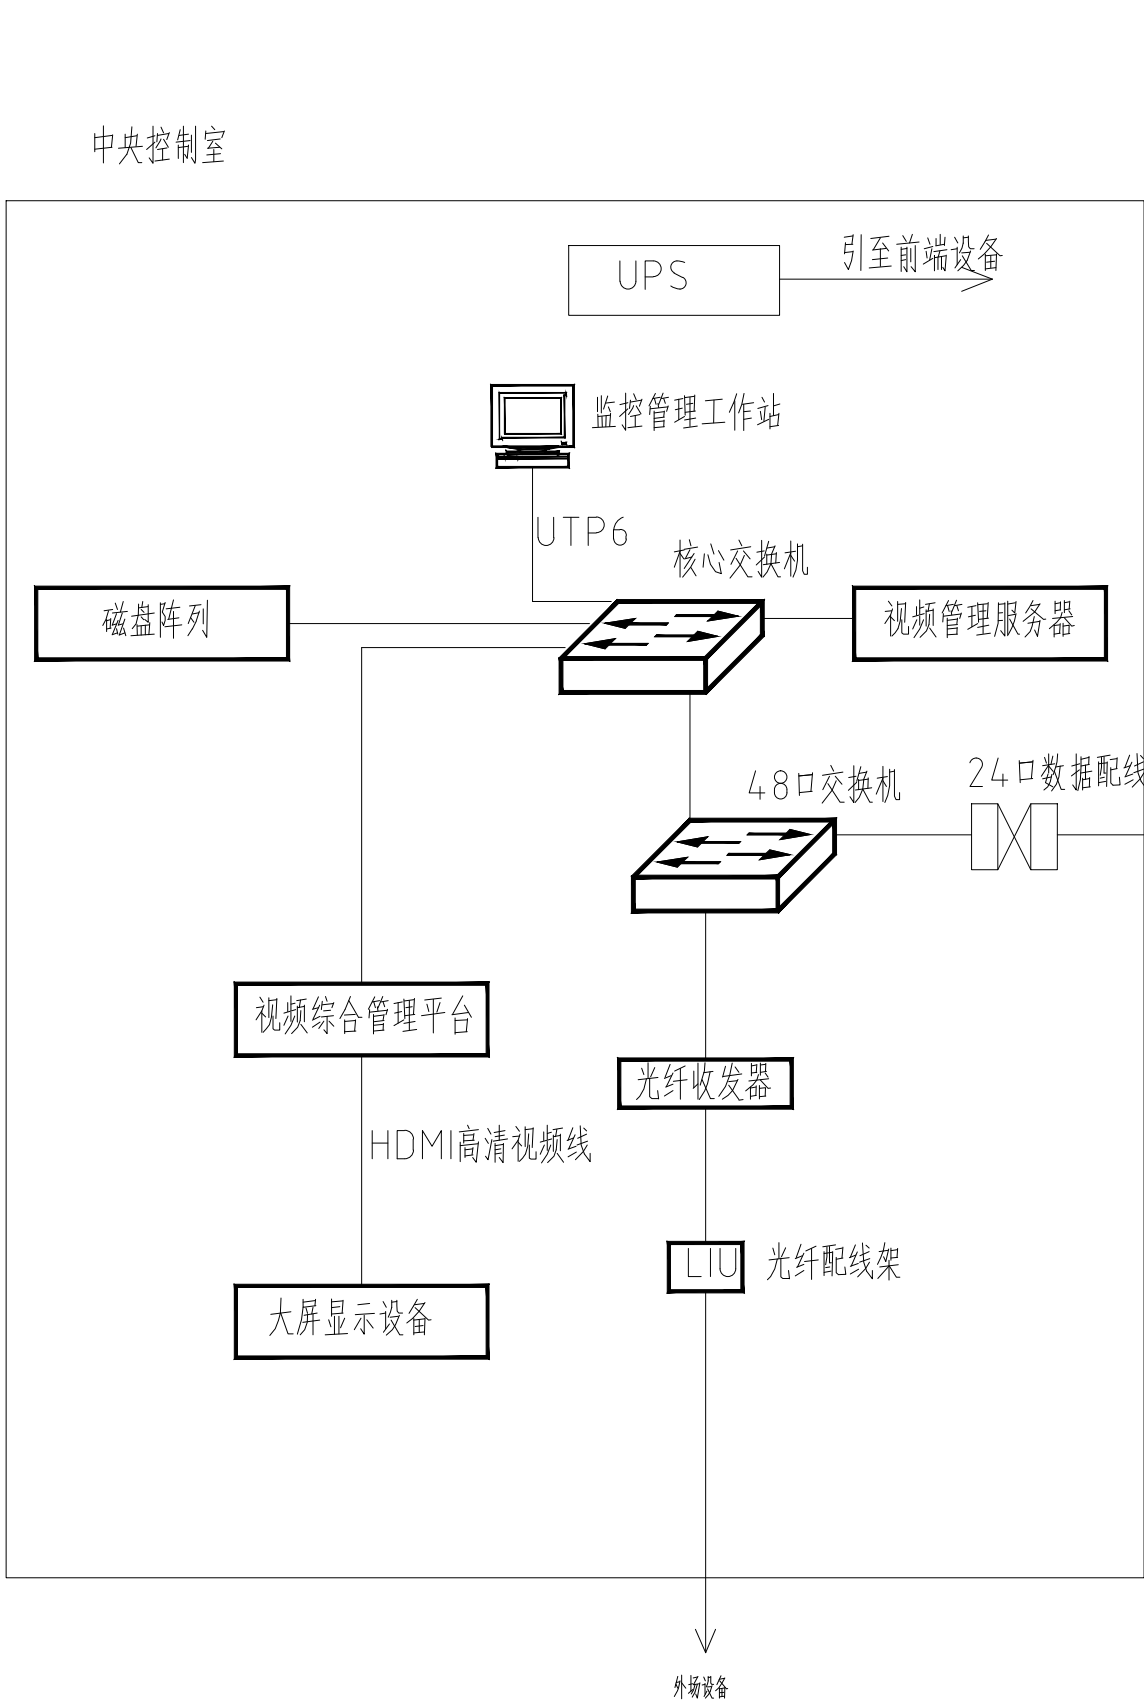 中央控制室
引至前端设备
UPS
监控管理工作站
UTP6
核心交换机
磁盘阵列
视频管理服务器
48口交换机
24口数据配线
视频综合管理平台
光纤收发器
HDMI高清视频线
LIU
光纤配线架
大屏显示设备
外场设备